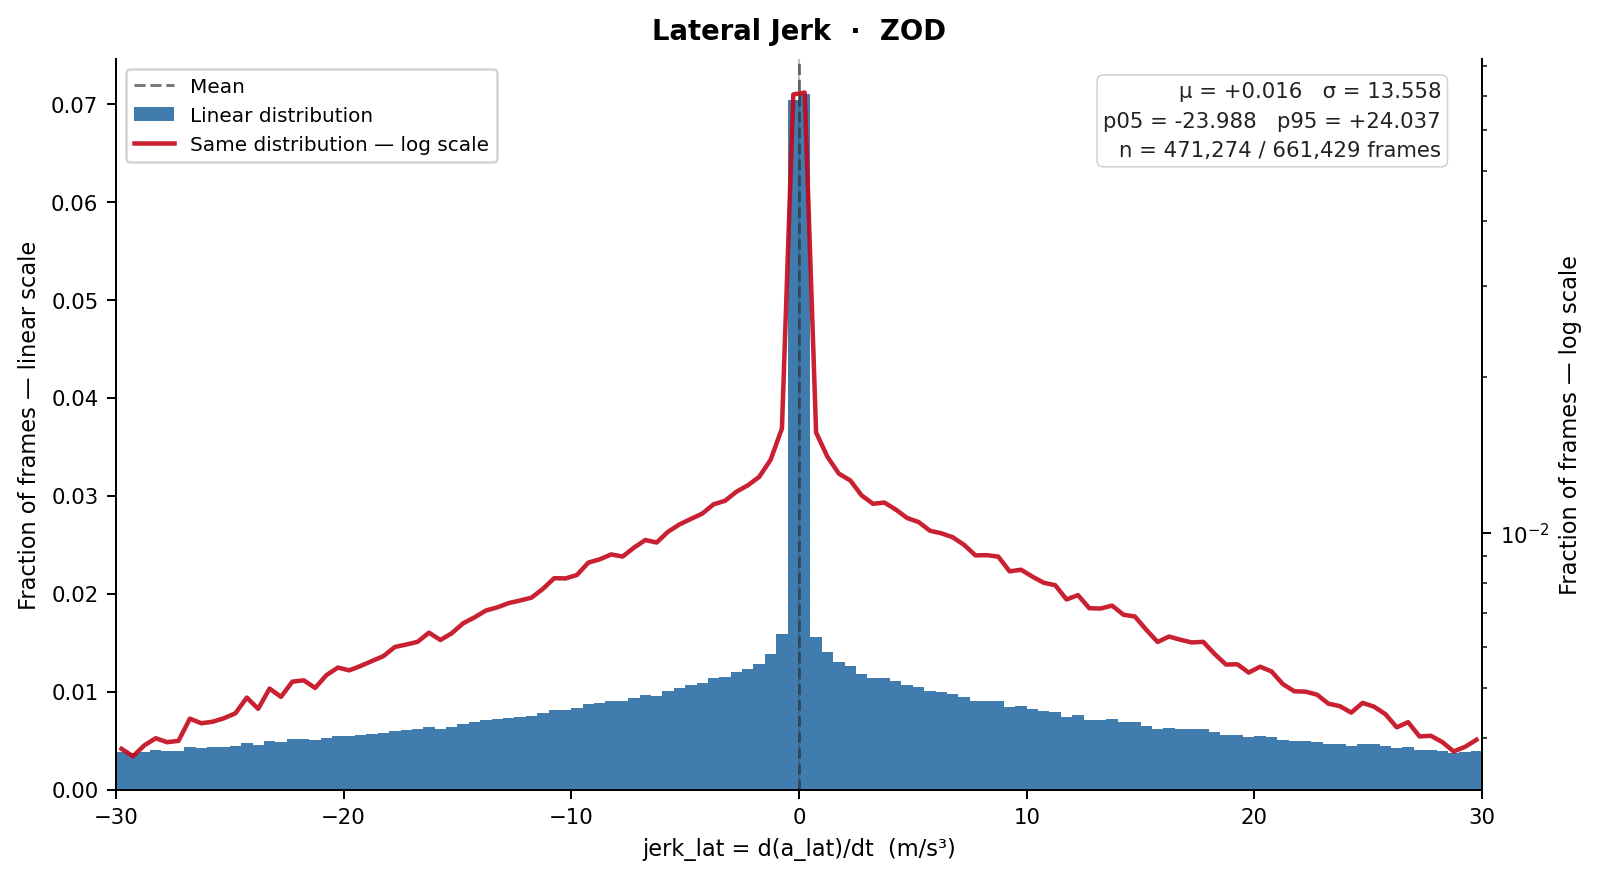 Lateral Jerk · ZOD
Mean
Linear distribution
Same distribution — log scale
μ = +0.016 σ = 13.558
p05 = -23.988 p95 = +24.037
n = 471,274 / 661,429 frames
Fraction of frames — linear scale
0.07
0.06
0.05
0.04
0.03
0.02
0.01
0.00
10⁻²
Fraction of frames — log scale
−30
−20
−10
0
10
20
30
jerk_lat = d(a_lat)/dt (m/s³)